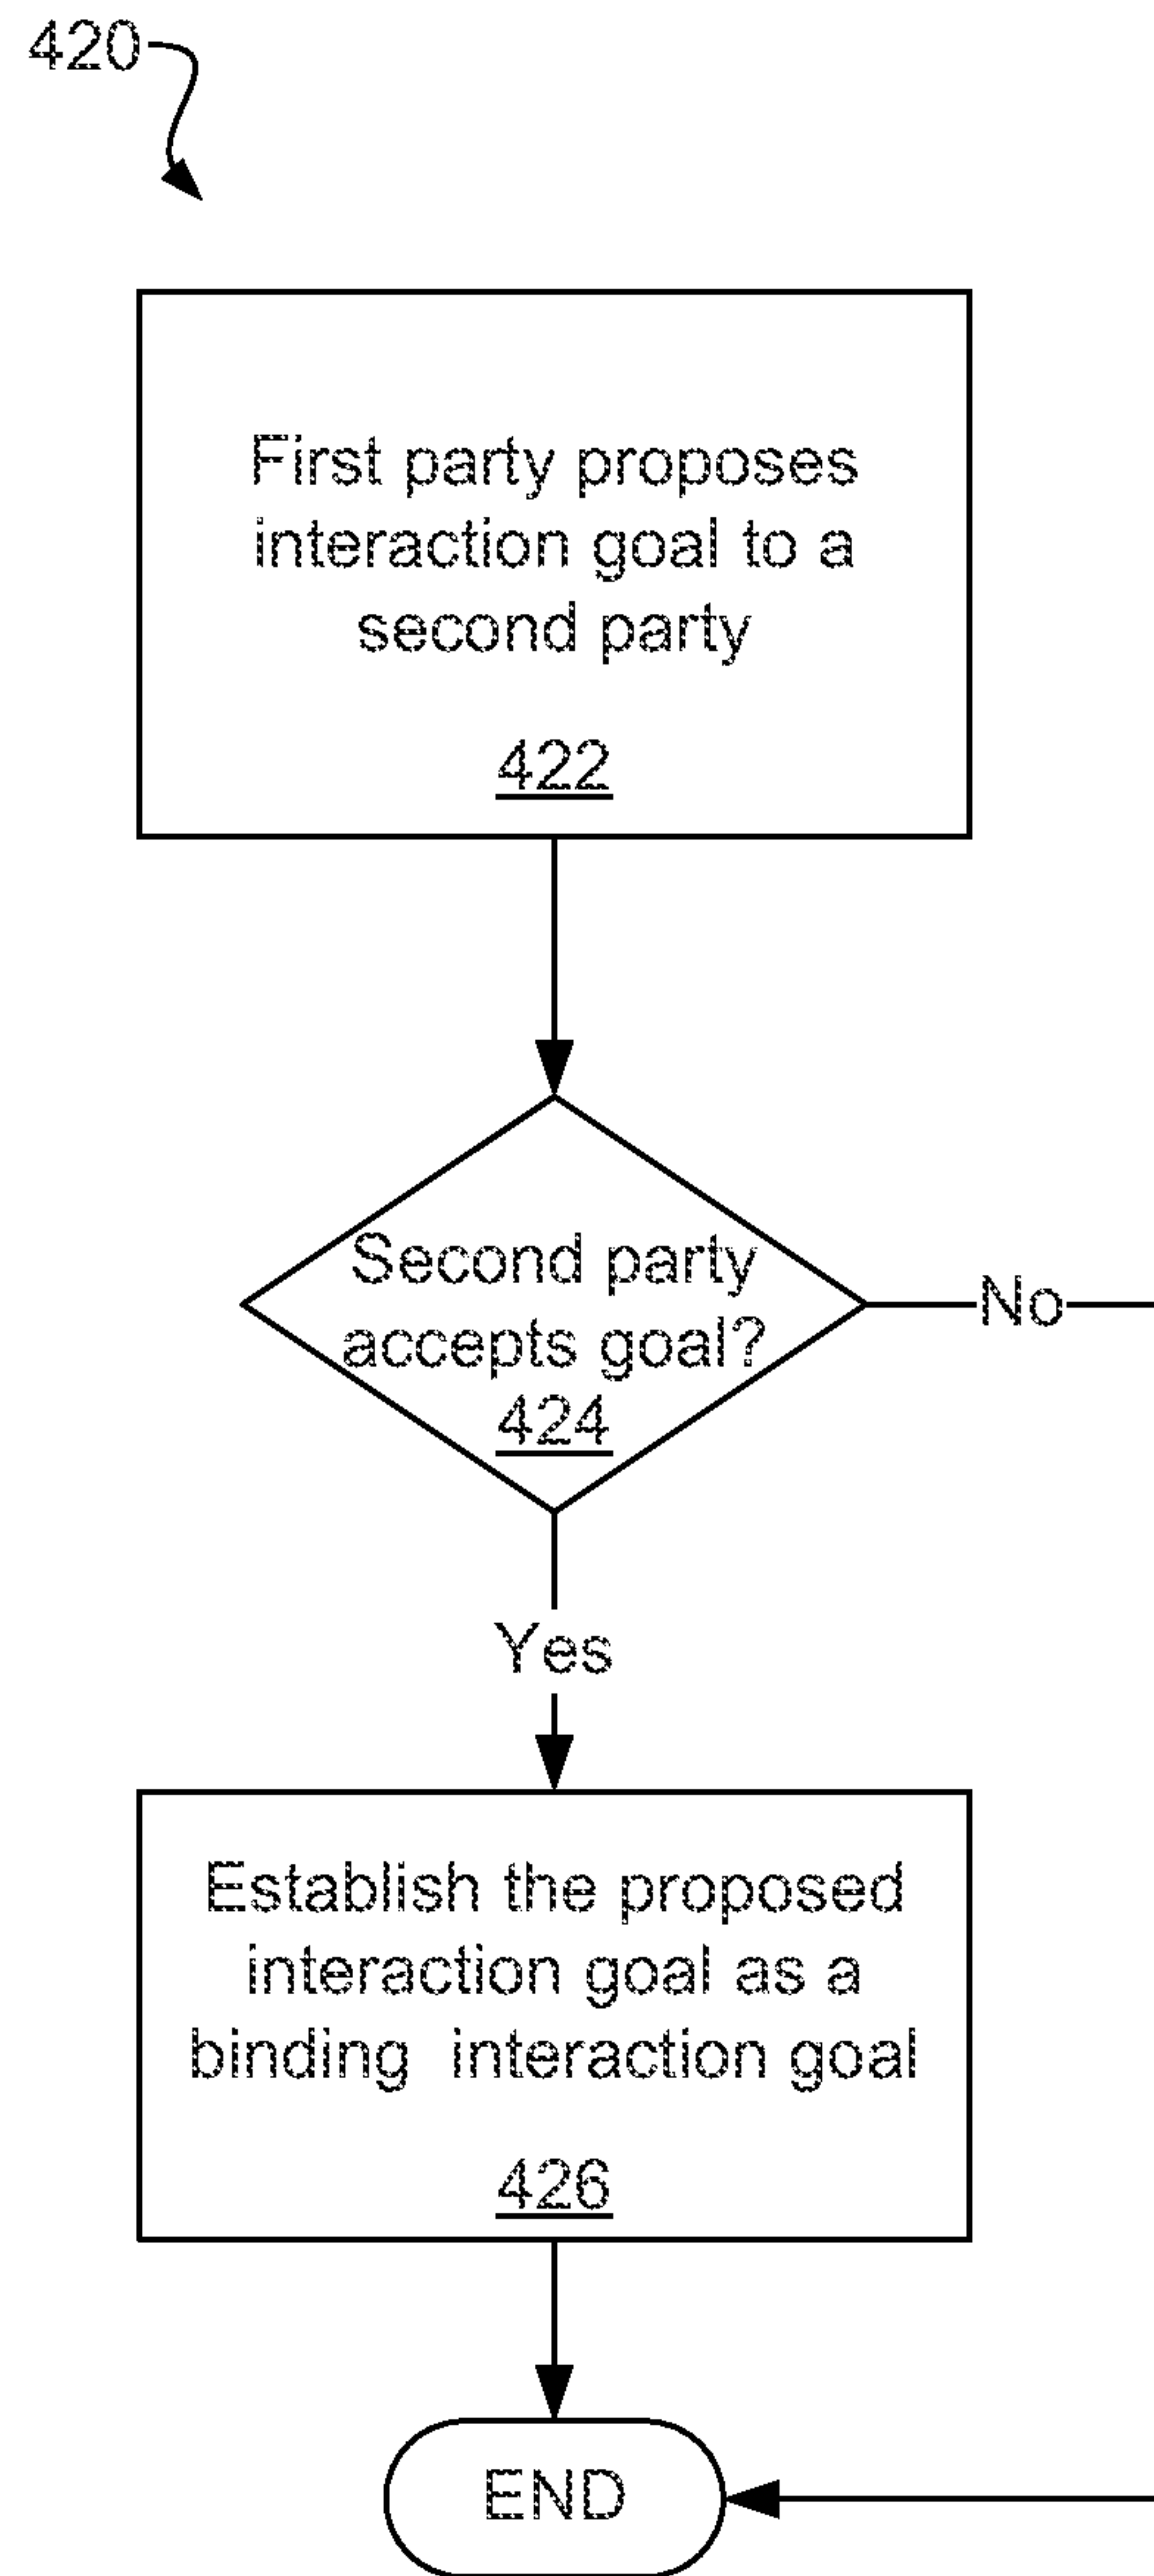 420
First party proposes
interaction goal to a
second party
422
Second party
accepts goal?
424
No
Yes
Establish the proposed
interaction goal as a
binding interaction goal
426
END